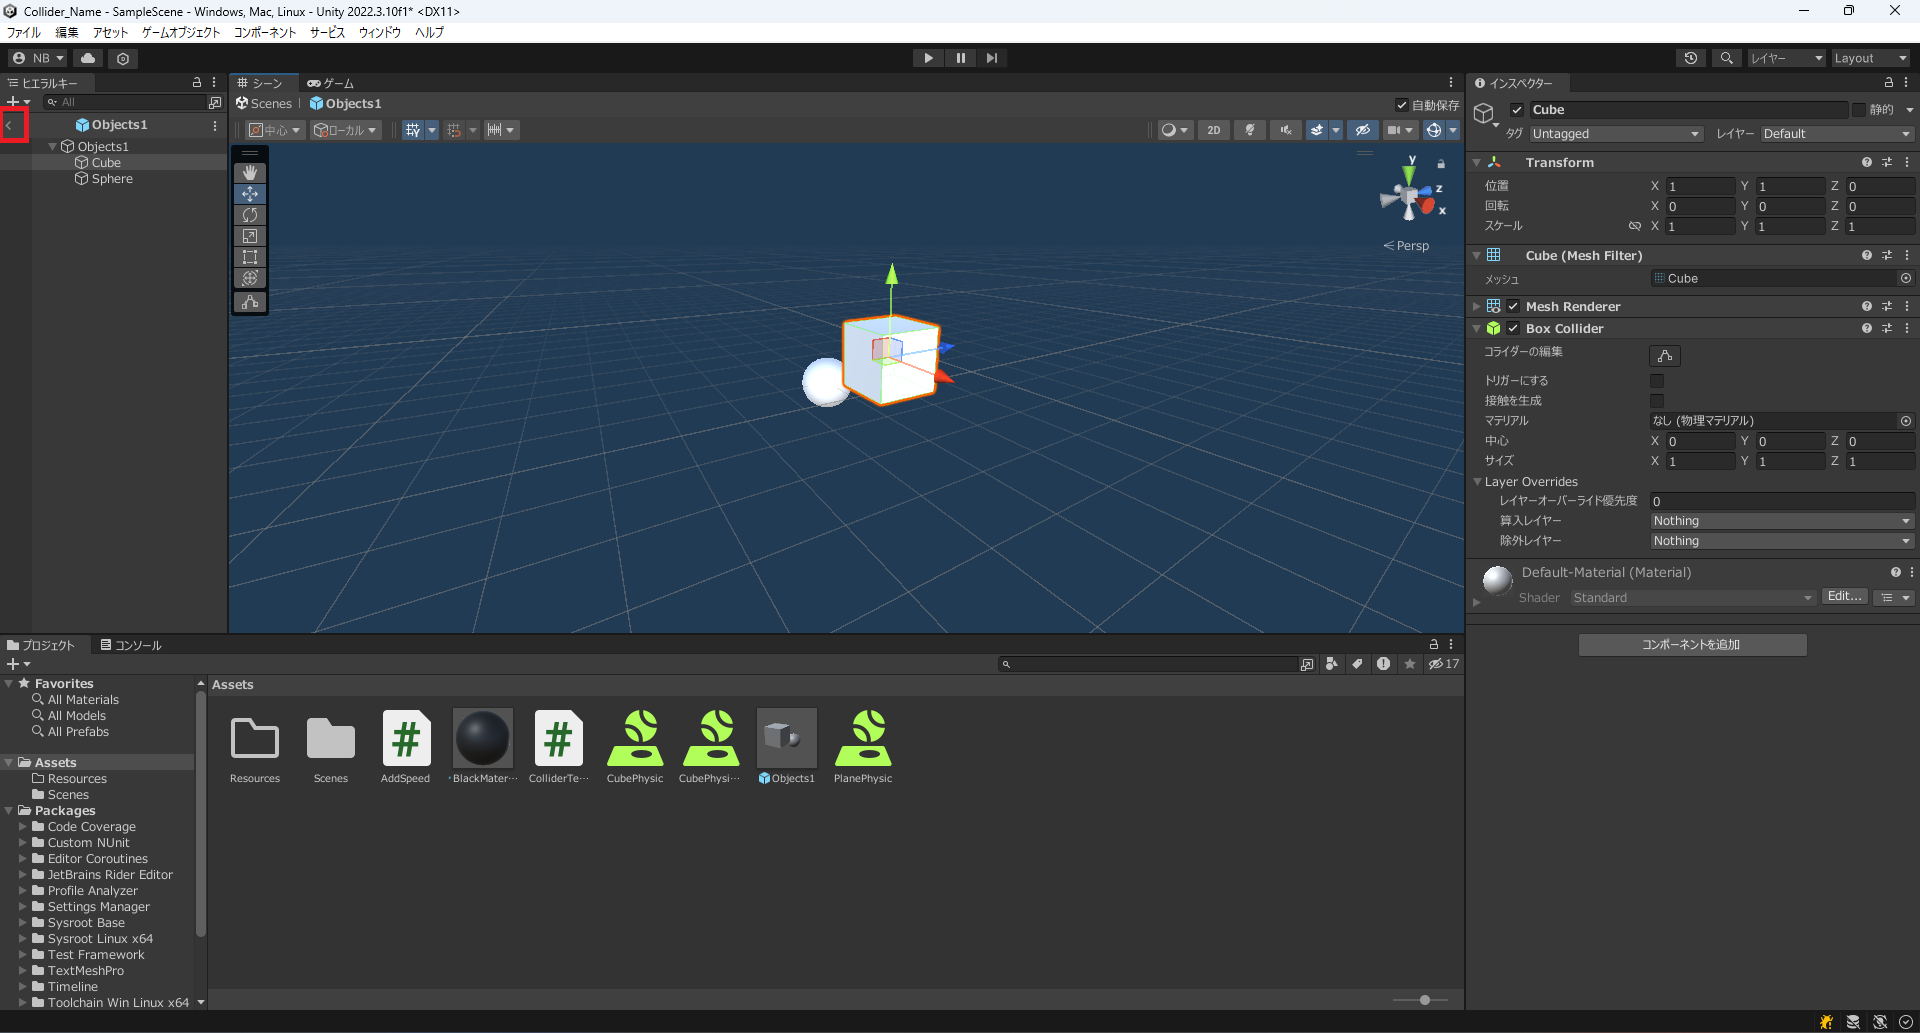 Collider_Name - SampleScene - Windows, Mac, Linux - Unity 2022.3.10f1* <DX11>
ファイル 編集 アセット ゲームオブジェクト コンポーネント サービス ウィンドウ ヘルプ
NB
レイヤー
Layout
ヒエラルキー
All
Objects1
Objects1
Cube
Sphere
シーン
ゲーム
Scenes | Objects1
自動保存
中心
ローカル
2D
y
z
x
Persp
インスペクター
Cube
静的
タグ Untagged
レイヤー Default
Transform
位置 X 1 Y 1 Z 0
回転 X 0 Y 0 Z 0
スケール X 1 Y 1 Z 1
Cube (Mesh Filter)
メッシュ Cube
Mesh Renderer
Box Collider
コライダーの編集
トリガーにする
接触を生成
マテリアル なし (物理マテリアル)
中心 X 0 Y 0 Z 0
サイズ X 1 Y 1 Z 1
Layer Overrides
レイヤーオーバーライド優先度 0
算入レイヤー Nothing
除外レイヤー Nothing
Default-Material (Material)
Shader Standard
Edit...
コンポーネントを追加
プロジェクト
コンソール
17
Favorites
All Materials
All Models
All Prefabs
Assets
Resources
Scenes
Packages
Code Coverage
Custom NUnit
Editor Coroutines
JetBrains Rider Editor
Profile Analyzer
Settings Manager
Sysroot Base
Sysroot Linux x64
Test Framework
TextMeshPro
Timeline
Toolchain Win Linux x64
Assets
Resources
Scenes
AddSpeed
BlackMater...
ColliderTe...
CubePhysic
CubePhysi...
Objects1
PlanePhysic